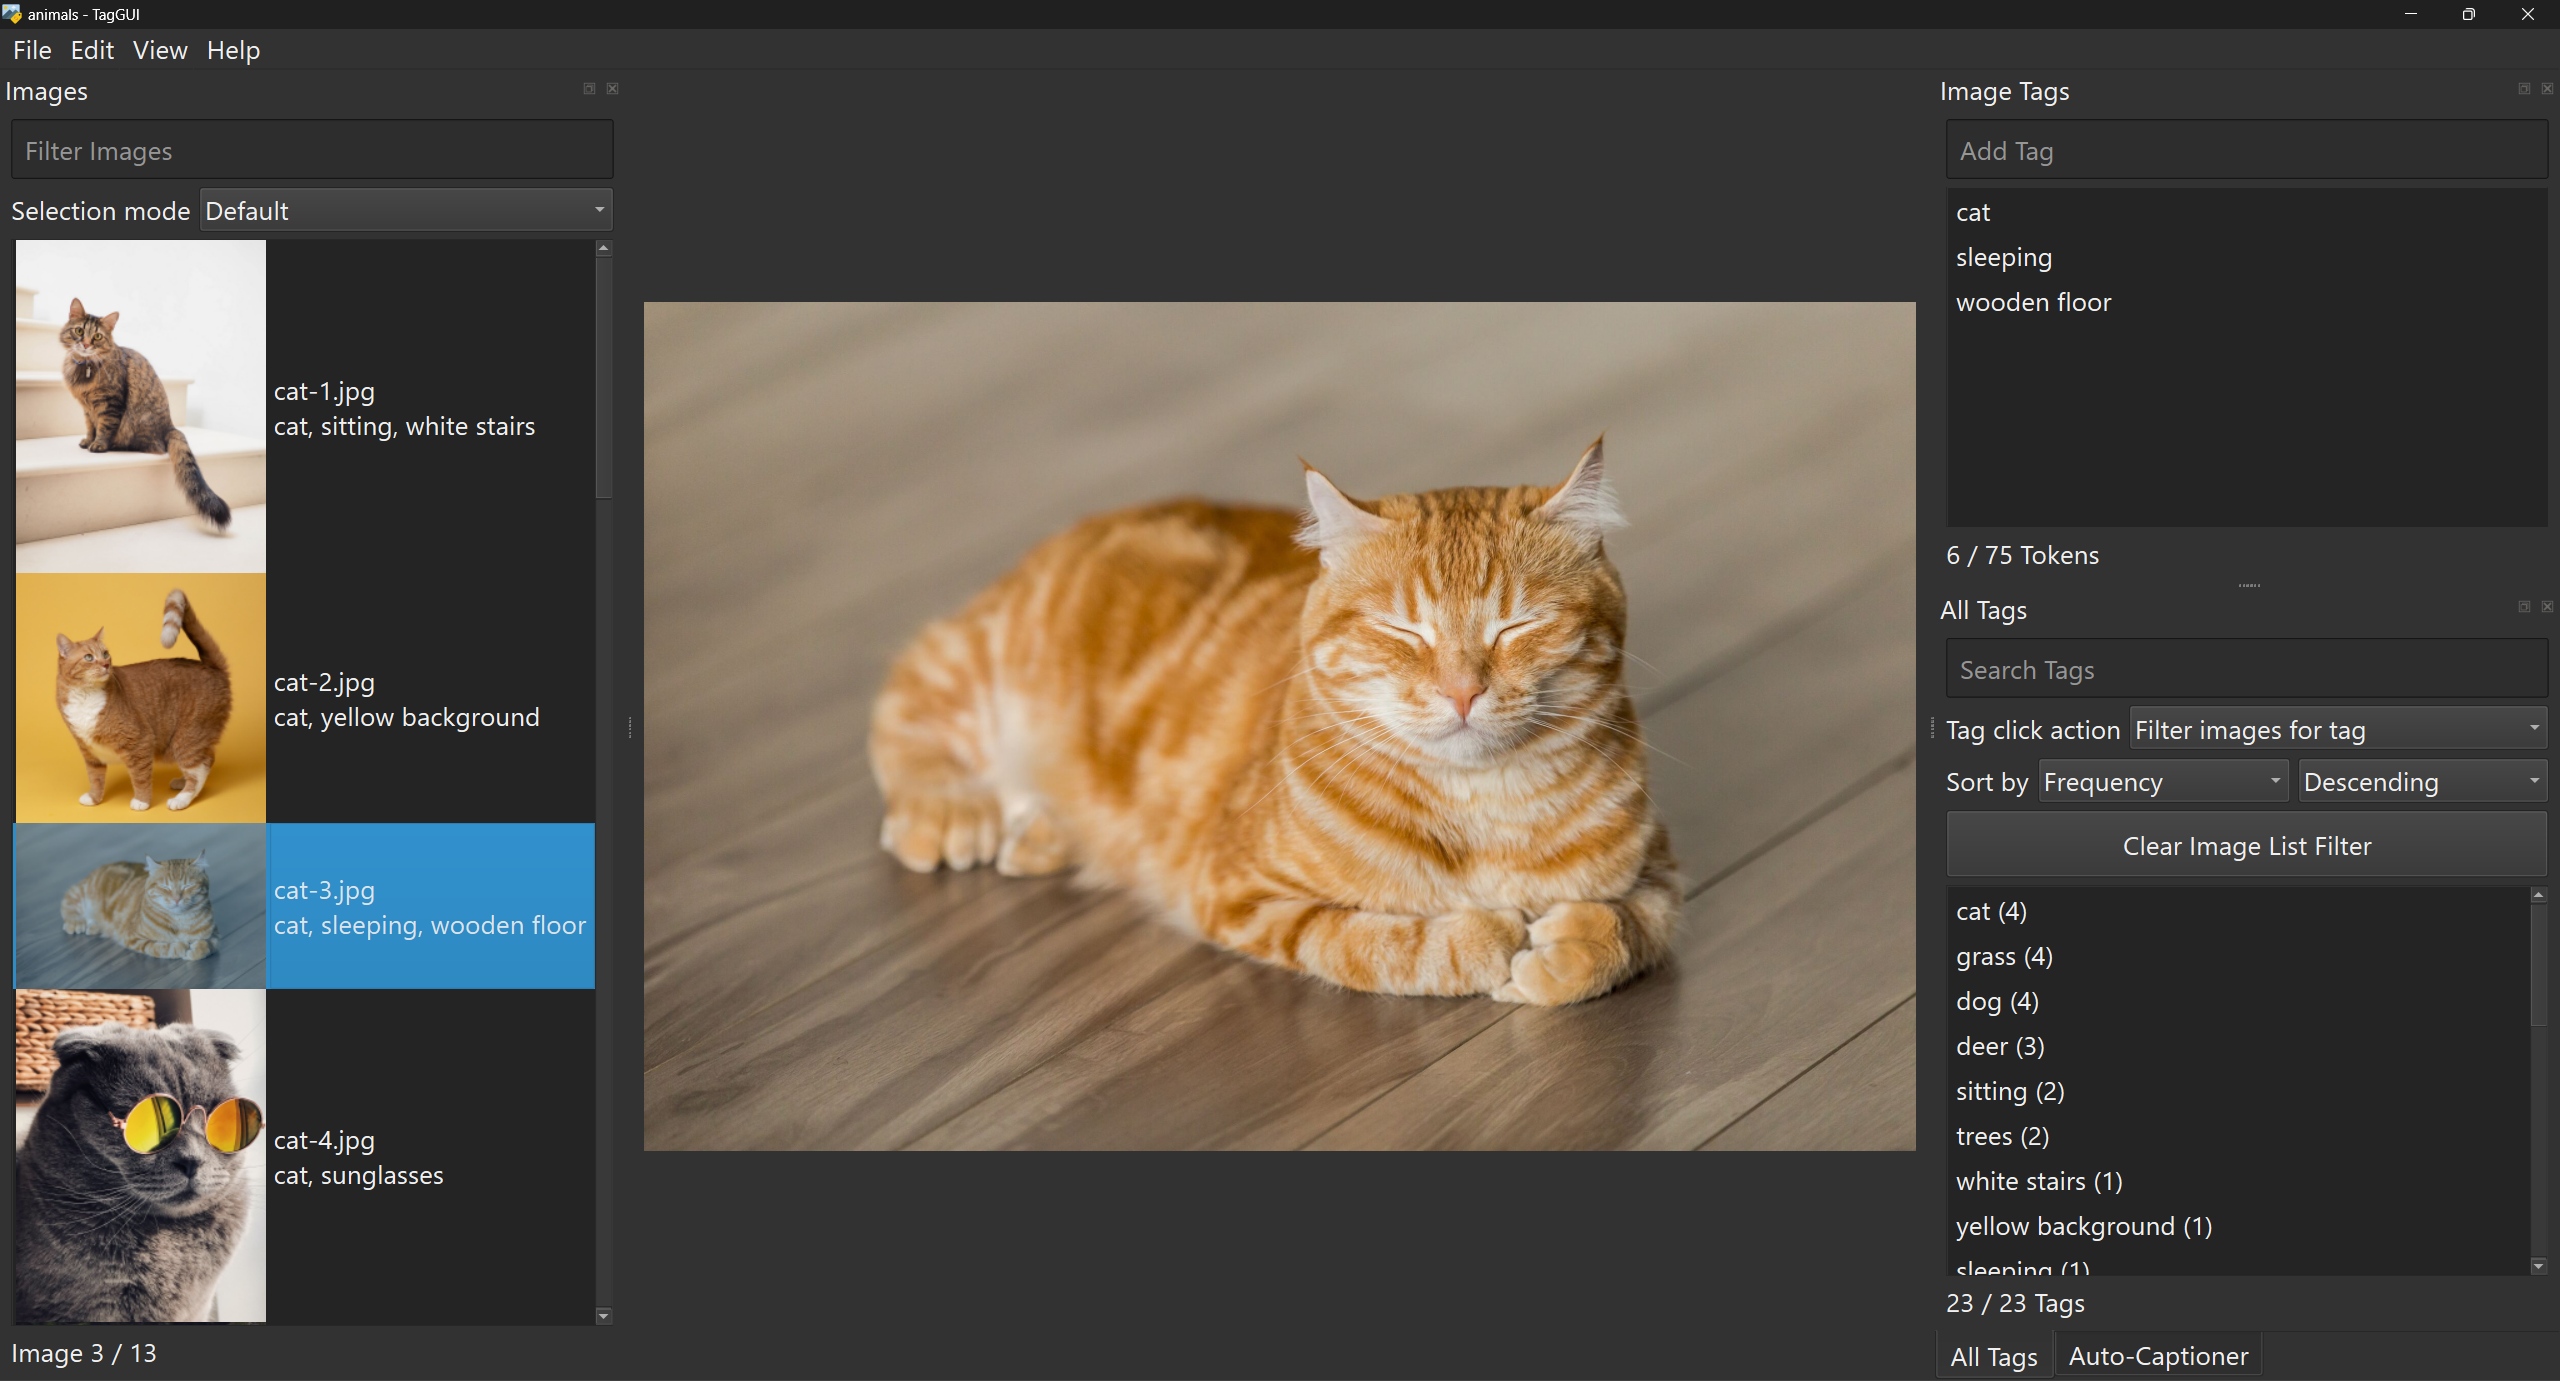 animals - TagGUI
File Edit View Help
Images
Filter Images
Selection mode Default
cat-1.jpg
cat, sitting, white stairs
cat-2.jpg
cat, yellow background
cat-3.jpg
cat, sleeping, wooden floor
cat-4.jpg
cat, sunglasses
Image 3 / 13
Image Tags
Add Tag
cat
sleeping
wooden floor
6 / 75 Tokens
All Tags
Search Tags
Tag click action Filter images for tag
Sort by Frequency Descending
Clear Image List Filter
cat (4)
grass (4)
dog (4)
deer (3)
sitting (2)
trees (2)
white stairs (1)
yellow background (1)
sleeping (1)
23 / 23 Tags
All Tags Auto-Captioner